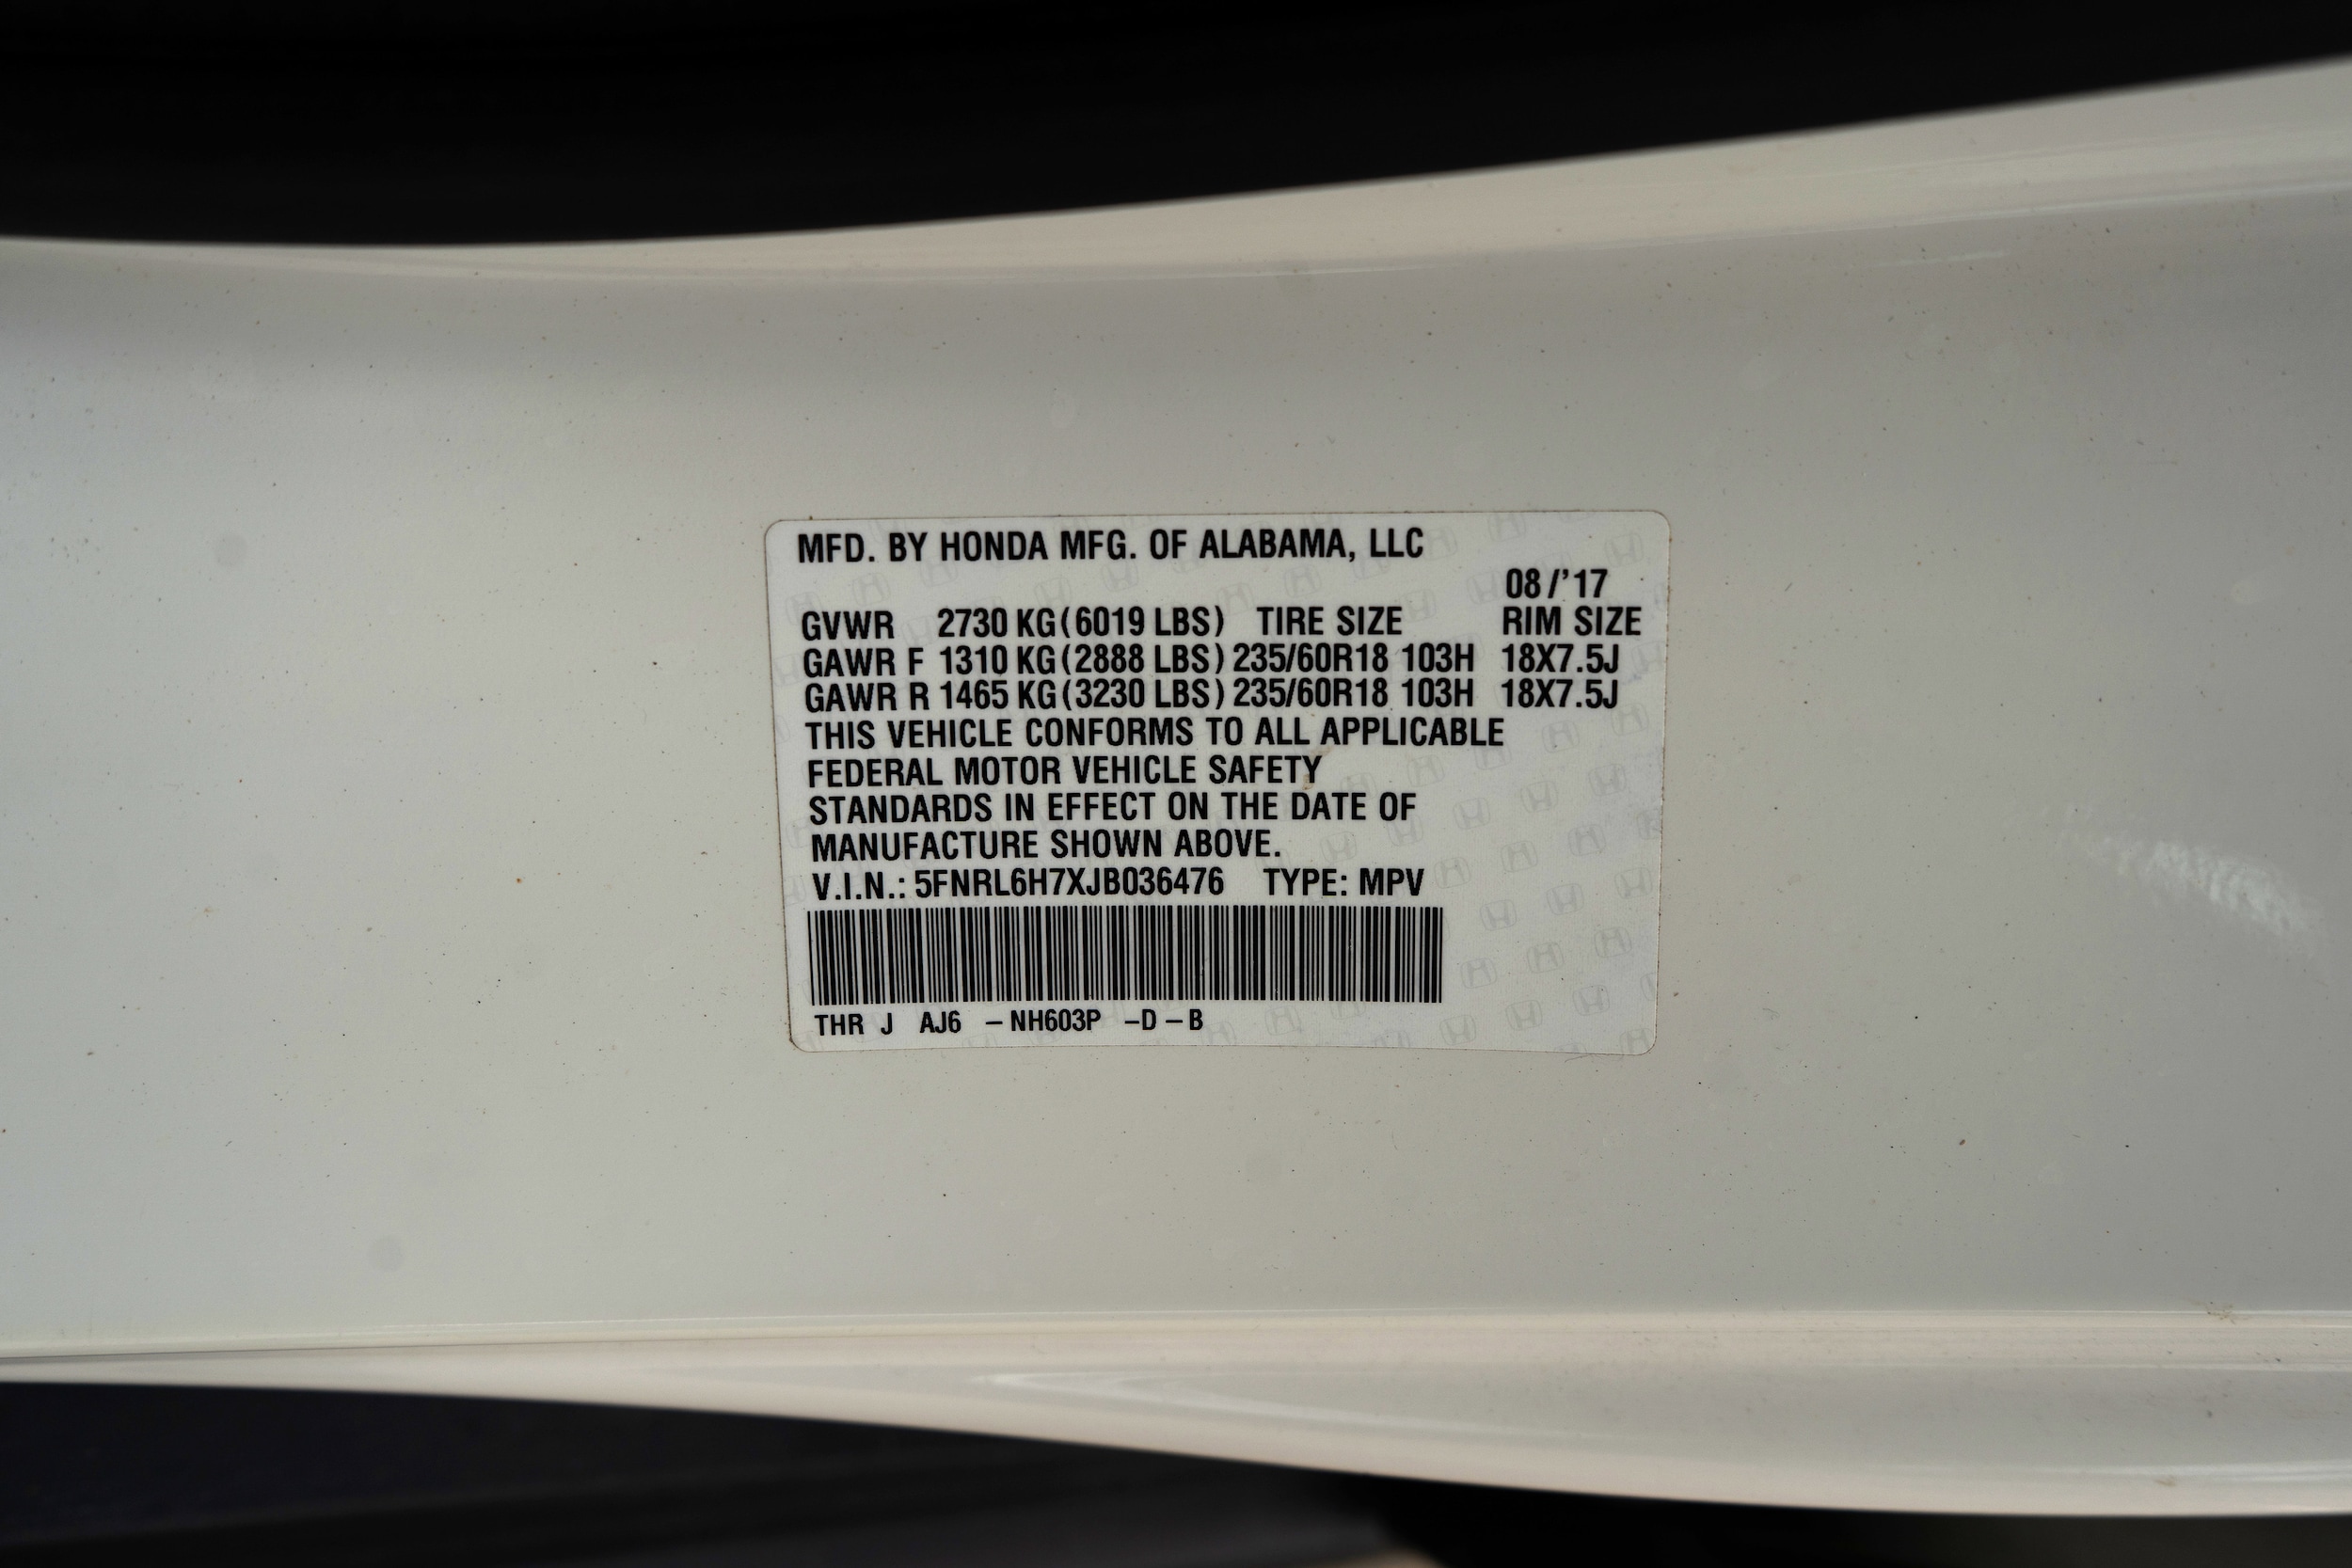 MFD. BY HONDA MFG. OF ALABAMA, LLC
08/'17
GVWR 2730 KG(6019 LBS) TIRE SIZE RIM SIZE
GAWR F 1310 KG(2888 LBS) 235/60R18 103H 18X7.5J
GAWR R 1465 KG(3230 LBS) 235/60R18 103H 18X7.5J
THIS VEHICLE CONFORMS TO ALL APPLICABLE
FEDERAL MOTOR VEHICLE SAFETY
STANDARDS IN EFFECT ON THE DATE OF
MANUFACTURE SHOWN ABOVE.
V.I.N.: 5FNRL6H7XJB036476 TYPE: MPV
THR J AJ6 –NH603P –D–B